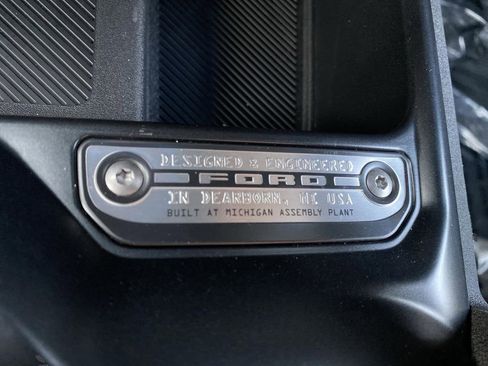 DESIGNED & ENGINEERED
FORD
IN DEARBORN, MI USA
BUILT AT MICHIGAN ASSEMBLY PLANT